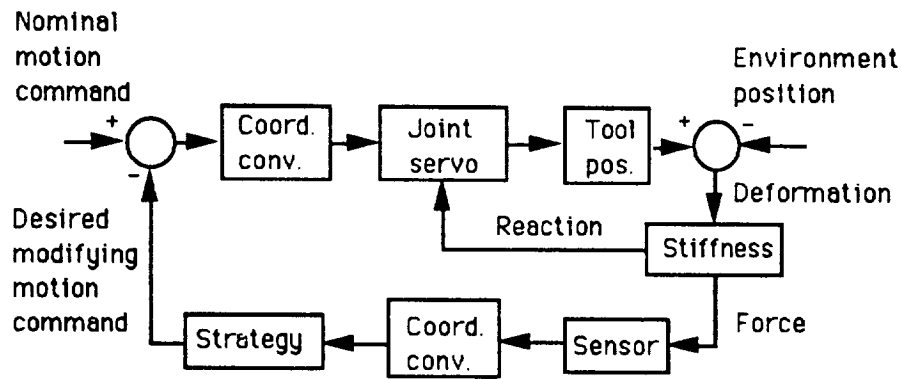 Nominal
motion
command
+
-
Coord.
conv.
Joint
servo
Tool
pos.
+
-
Environment
position
Deformation
Reaction
Stiffness
Desired
modifying
motion
command
Strategy
Coord.
conv.
Sensor
Force